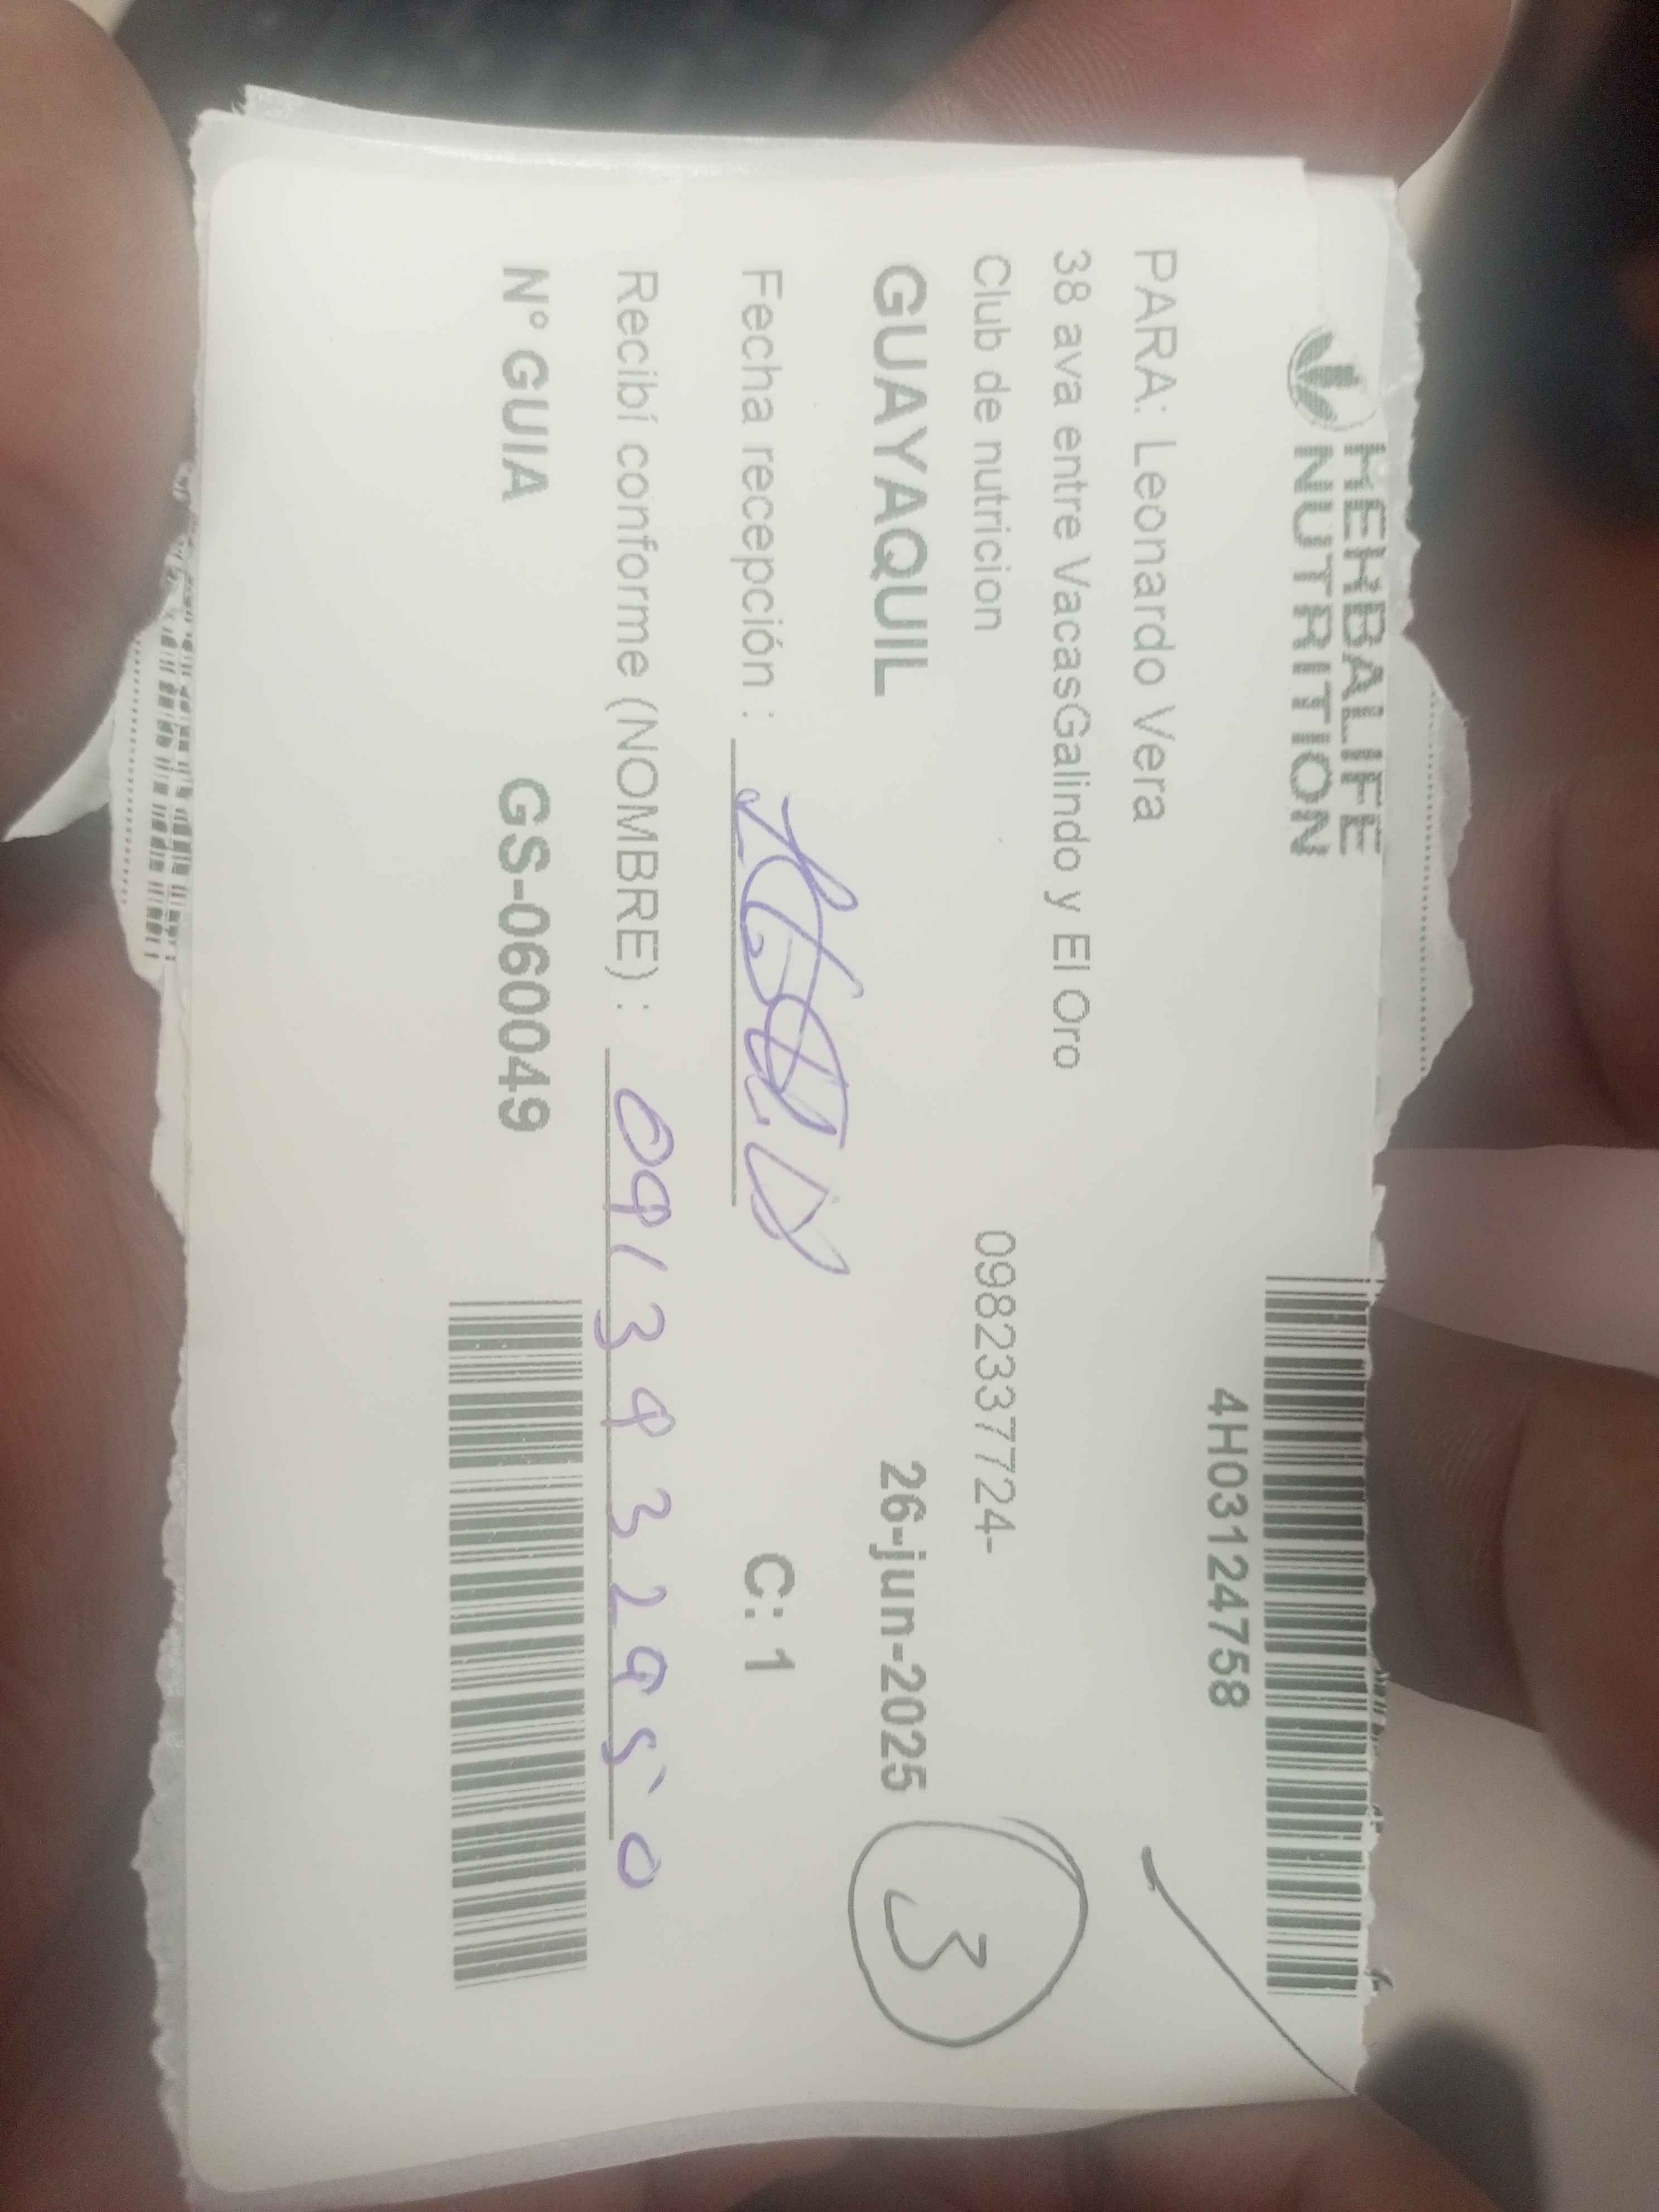 HERBALIFE
NUTRITION
4H03124758
PARA: Leonardo Vera
38 ava entre VacasGalindo y El Oro
Club de nutricion 0982337724-
GUAYAQUIL 26-jun-2025 3
Fecha recepción : C: 1
Recibí conforme (NOMBRE) : 0913932950
N° GUIA GS-060049